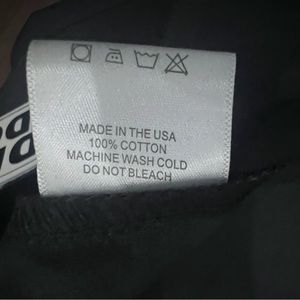 MADE IN THE USA
100% COTTON
MACHINE WASH COLD
DO NOT BLEACH